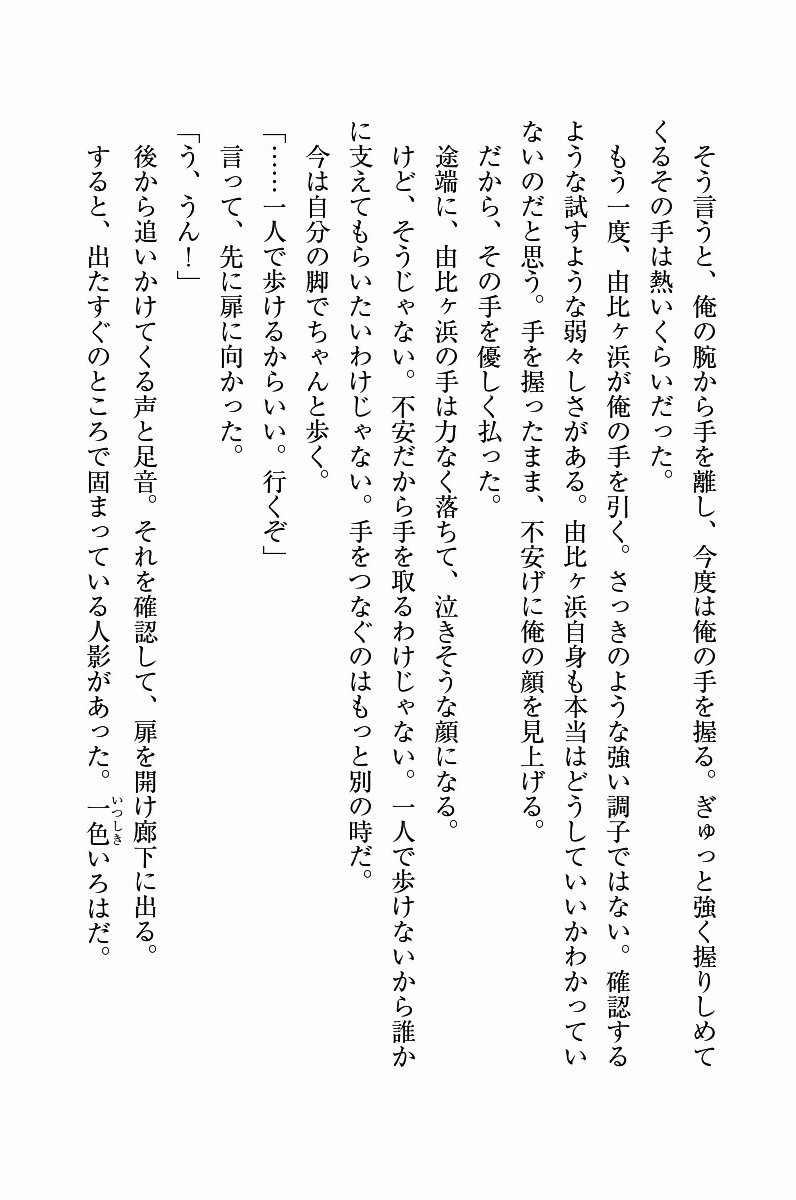 そう言うと、俺の腕から手を離し、今度は俺の手を握る。ぎゅっと強く握りしめて
くるその手は熱いくらいだった。
もう一度、由比ヶ浜が俺の手を引く。さっきのような強い調子ではない。確認する
ような試すような弱々しさがある。由比ヶ浜自身も本当はどうしていいかわかってい
ないのだと思う。手を握ったまま、不安げに俺の顔を見上げる。
だから、その手を優しく払った。
途端に、由比ヶ浜の手は力なく落ちて、泣きそうな顔になる。
けど、そうじゃない。不安だから手を取るわけじゃない。一人で歩けないから誰か
に支えてもらいたいわけじゃない。手をつなぐのはもっと別の時だ。
今は自分の脚でちゃんと歩く。
「……一人で歩けるからいい。行くぞ」
言って、先に扉に向かった。
「う、うん！」
後から追いかけてくる声と足音。それを確認して、扉を開け廊下に出る。
すると、出たすぐのところで固まっている人影があった。一色いろはだ。
いつしき